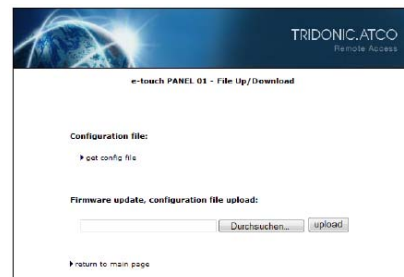 TRIDONIC.ATCO
Remote Access
e-touch PANEL 01 - File Up/Download
Configuration file:
get config file
Firmware update, configuration file upload:
Durchsuchen... upload
return to main page